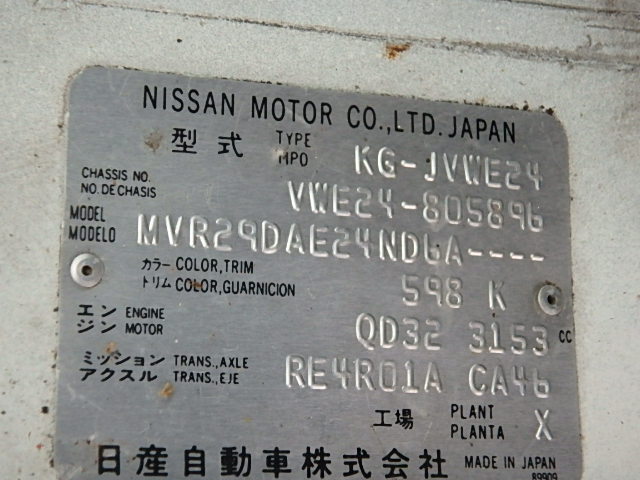 NISSAN MOTOR CO.,LTD. JAPAN
型式 TYPE MPO KG-JVWE24
CHASSIS NO.
NO. DE CHASIS VWE24-805896
MODEL
MODELO MVR29DAE24NDLA----
カラー COLOR, TRIM
トリム COLOR, GUARNICION 598 K
エンジン ENGINE MOTOR QD32 3153 cc
ミッション TRANS., AXLE
アクスル TRANS., EJE RE4R01A CA46
工場 PLANT PLANTA X
日産自動車株式会社 MADE IN JAPAN
89909